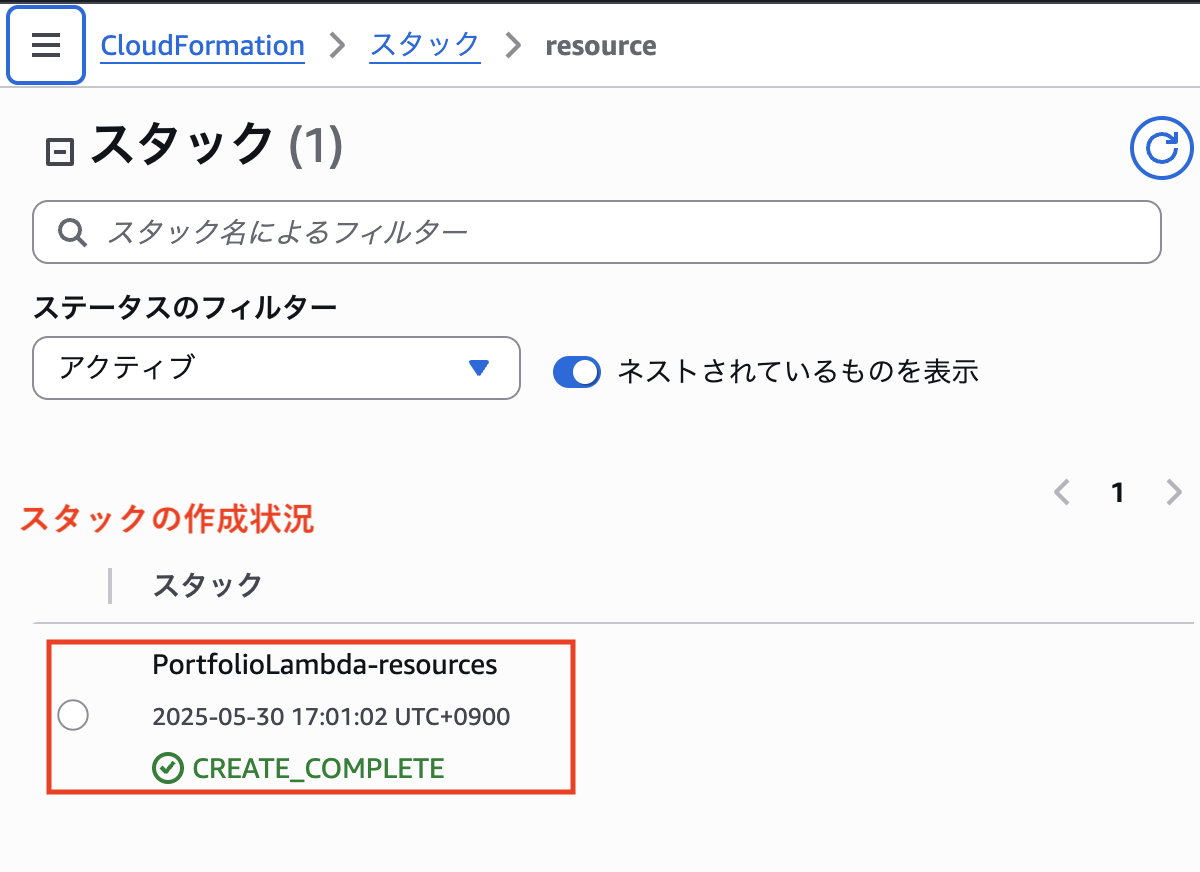 CloudFormation > スタック > resource
スタック (1)
スタック名によるフィルター
ステータスのフィルター
アクティブ
ネストされているものを表示
1
スタックの作成状況
スタック
PortfolioLambda-resources
2025-05-30 17:01:02 UTC+0900
CREATE_COMPLETE